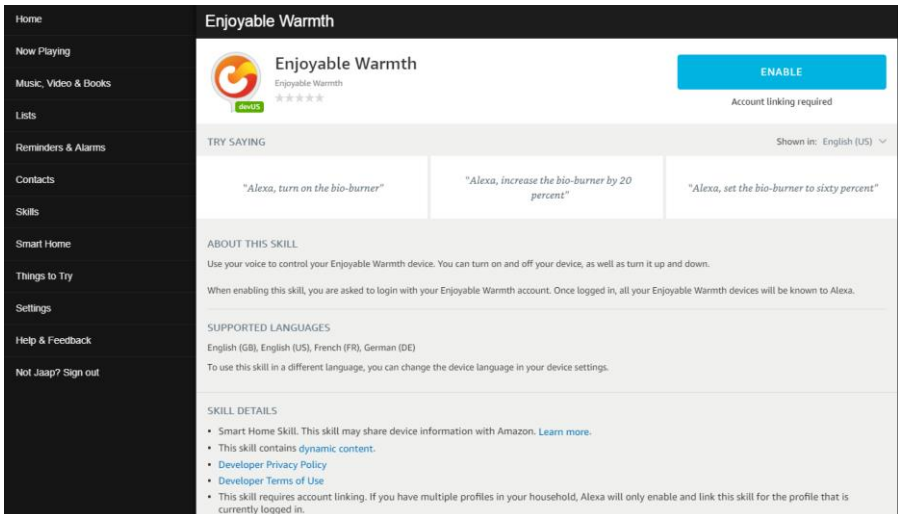 Home
Now Playing
Music, Video & Books
Lists
Reminders & Alarms
Contacts
Skills
Smart Home
Things to Try
Settings
Help & Feedback
Not Jaap? Sign out
Enjoyable Warmth
Enjoyable Warmth
Enjoyable Warmth
devUS
ENABLE
Account linking required
TRY SAYING
Shown in: English (US)
"Alexa, turn on the bio-burner"
"Alexa, increase the bio-burner by 20
percent"
"Alexa, set the bio-burner to sixty percent"
ABOUT THIS SKILL
Use your voice to control your Enjoyable Warmth device. You can turn on and off your device, as well as turn it up and down.
When enabling this skill, you are asked to login with your Enjoyable Warmth account. Once logged in, all your Enjoyable Warmth devices will be known to Alexa.
SUPPORTED LANGUAGES
English (GB), English (US), French (FR), German (DE)
To use this skill in a different language, you can change the device language in your device settings.
SKILL DETAILS
• Smart Home Skill. This skill may share device information with Amazon. Learn more.
• This skill contains dynamic content.
• Developer Privacy Policy
• Developer Terms of Use
• This skill requires account linking. If you have multiple profiles in your household, Alexa will only enable and link this skill for the profile that is
currently logged in.